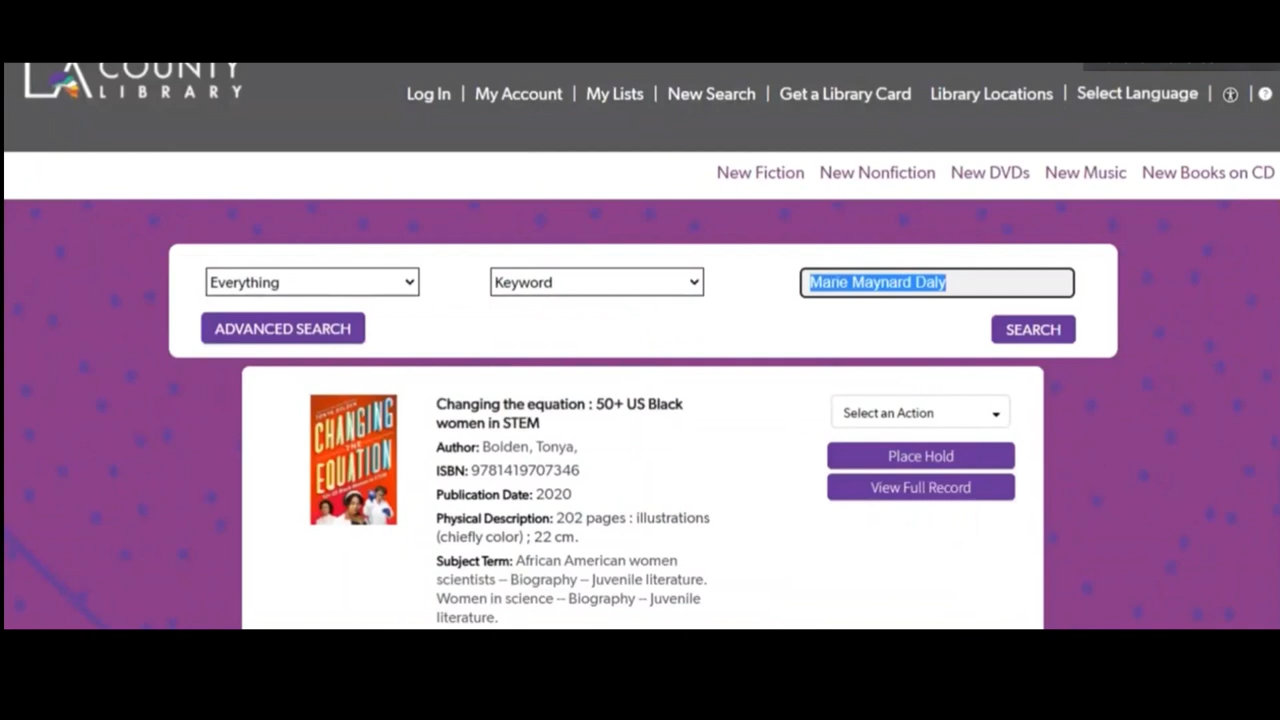 LA COUNTY
LIBRARY
Log In | My Account | My Lists | New Search | Get a Library Card Library Locations | Select Language | | ?
New Fiction New Nonfiction New DVDs New Music New Books on CD
Everything Keyword Marie Maynard Daly
ADVANCED SEARCH SEARCH
Changing the equation : 50+ US Black
women in STEM
Author: Bolden, Tonya,
ISBN: 9781419707346
Publication Date: 2020
Physical Description: 202 pages : illustrations
(chiefly color) ; 22 cm.
Subject Term: African American women
scientists -- Biography -- Juvenile literature.
Women in science -- Biography -- Juvenile
literature.
TONYA BOLDEN
CHANGING
THE
EQUATION
Select an Action
Place Hold
View Full Record